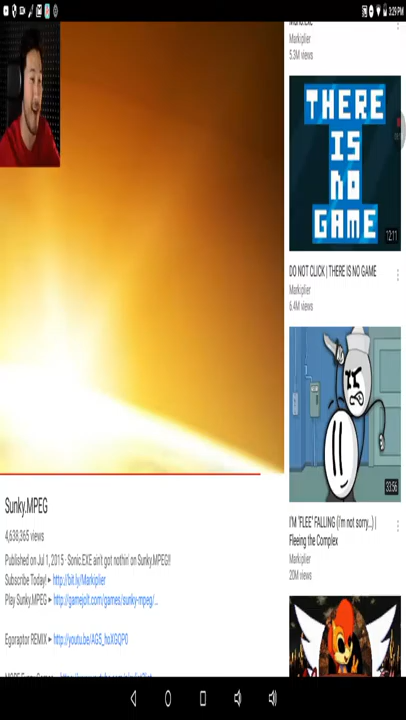 3:29 PM
Markiplier
5.3M views
THERE
IS
NO
GAME
12:11
DO NOT CLICK | THERE IS NO GAME
Markiplier
6.4M views
33:56
I'M "FLEE" FALLING (i'm not sorry...) |
Fleeing the Complex
Markiplier
20M views
Sunky.MPEG
4,638,365 views
Published on Jul 1, 2015 · Sonic.EXE ain't got nothin' on Sunky.MPEG!!
Subscribe Today! ► http://bit.ly/Markiplier
Play Sunky.MPEG ► http://gamejolt.com/games/sunky-mpeg/...
Egoraptor REMIX ► http://youtu.be/AG5_hoXGQP0